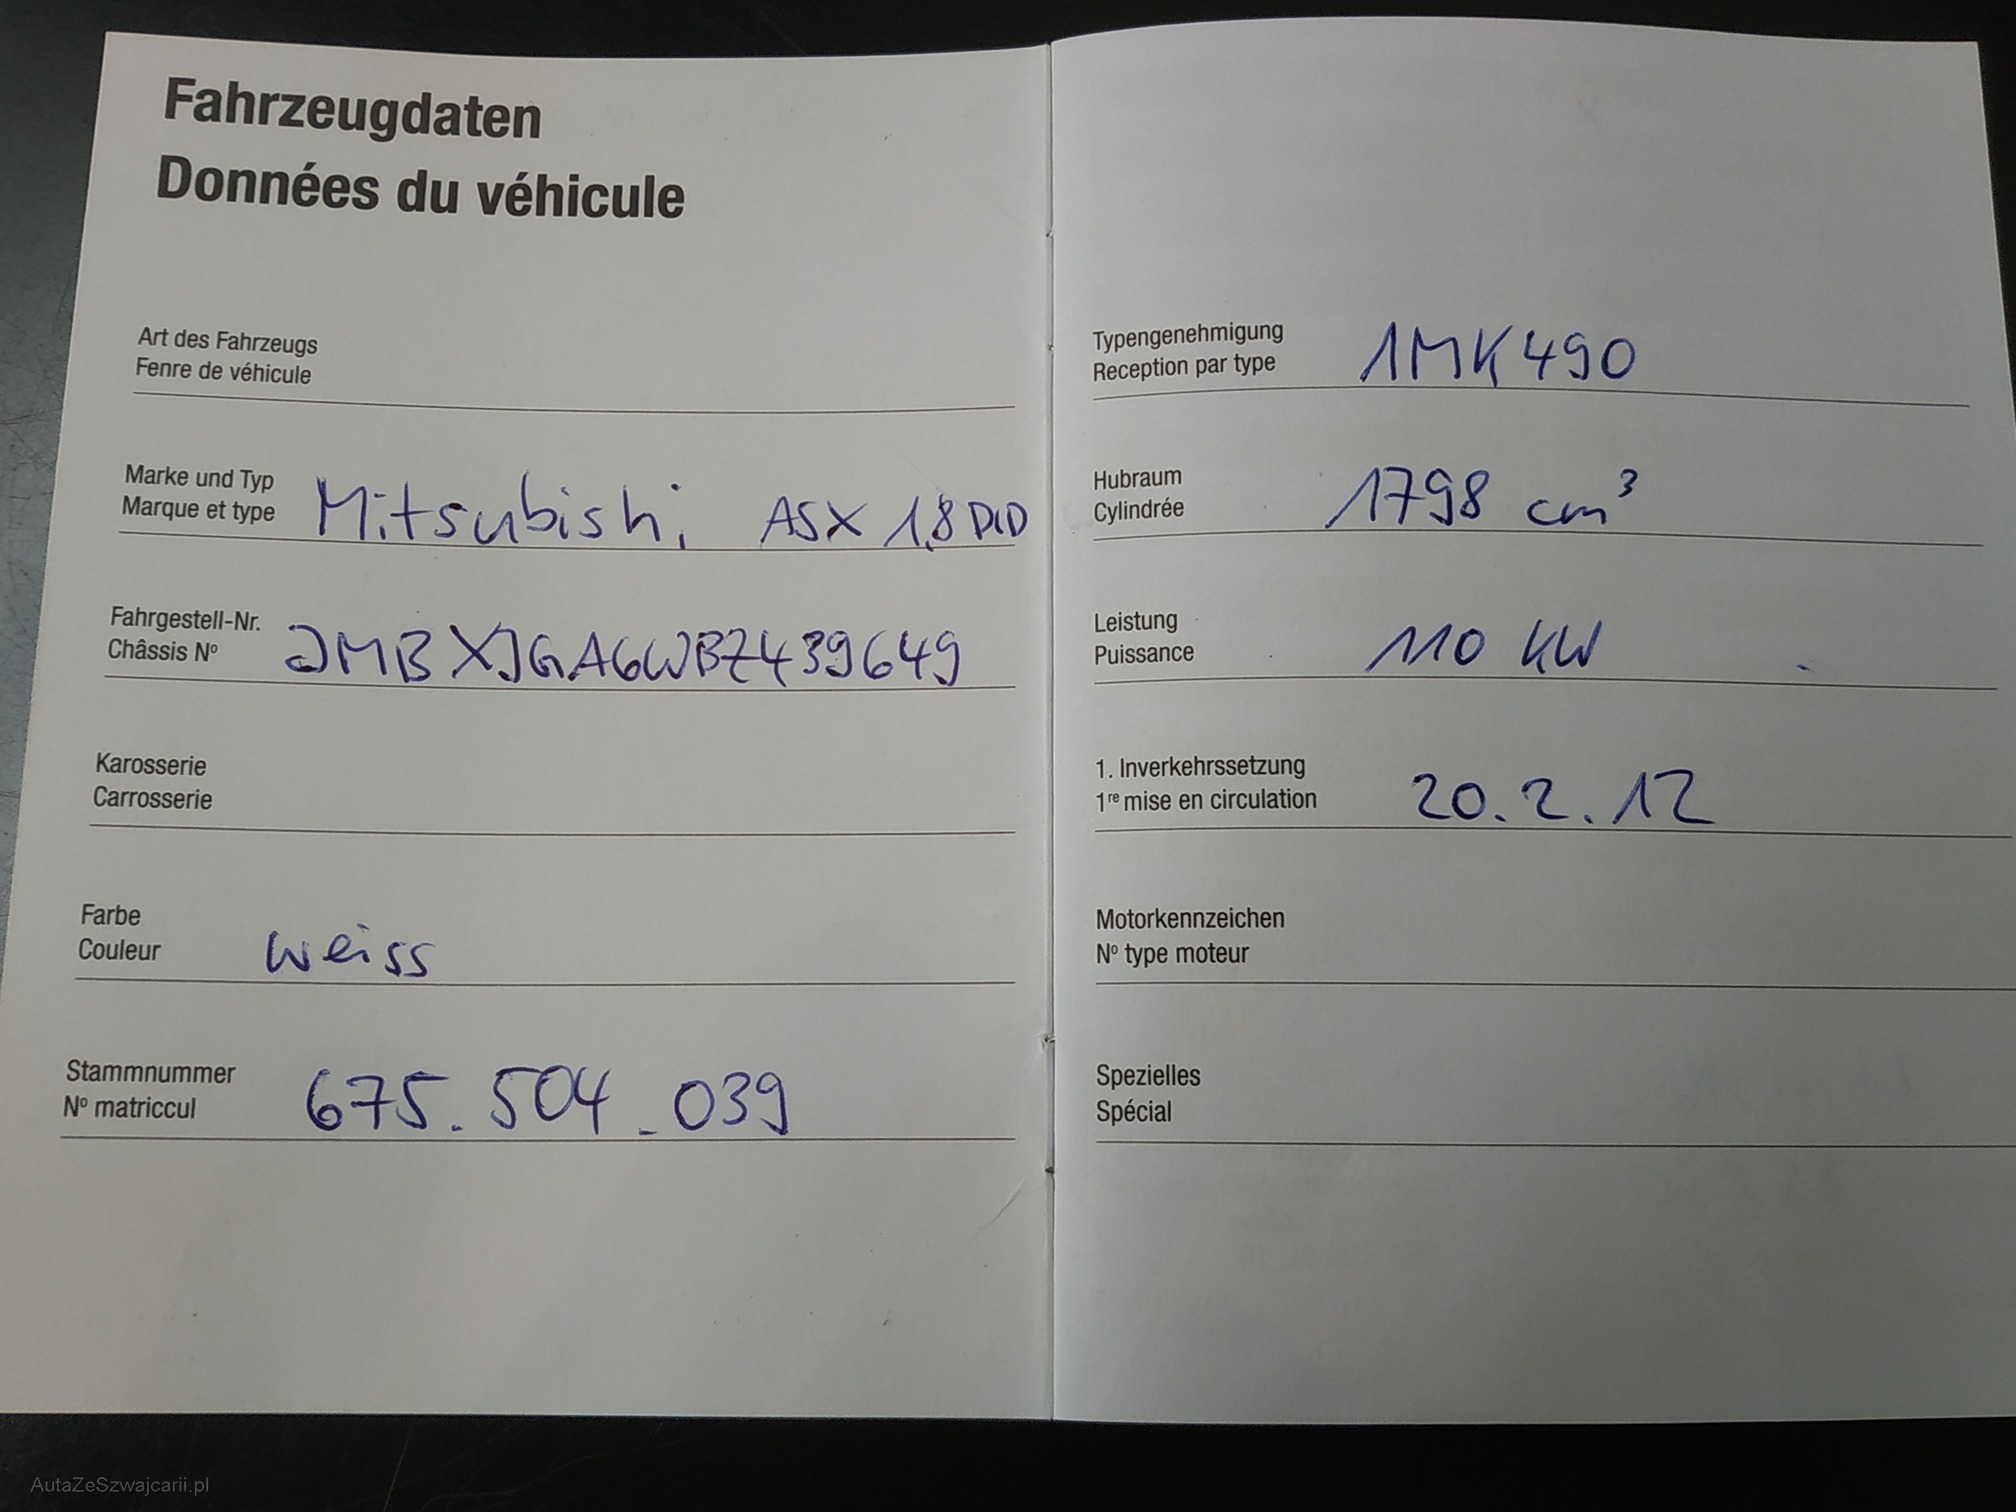 Fahrzeugdaten
Données du véhicule
Art des Fahrzeugs
Fenre de véhicule
Marke und Typ
Marque et type
Mitsubishi ASX 1,8 DID
Fahrgestell-Nr.
Châssis Nº
JMBXJGA6WBZ439649
Karosserie
Carrosserie
Farbe
Couleur
weiss
Stammnummer
Nº matriccul
675.504.039
Typengenehmigung
Reception par type
1MK490
Hubraum
Cylindrée
1798 cm³
Leistung
Puissance
110 KW
1. Inverkehrssetzung
1re mise en circulation
20.2.12
Motorkennzeichen
Nº type moteur
Spezielles
Spécial
AutaZeSzwajcarii.pl